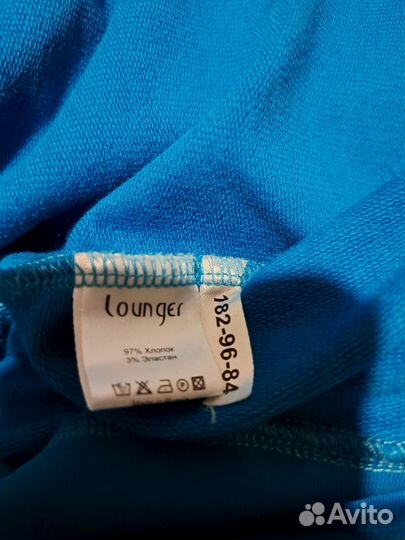 Lounger
97% Хлопок
3% Эластан
182-96-84
Avito